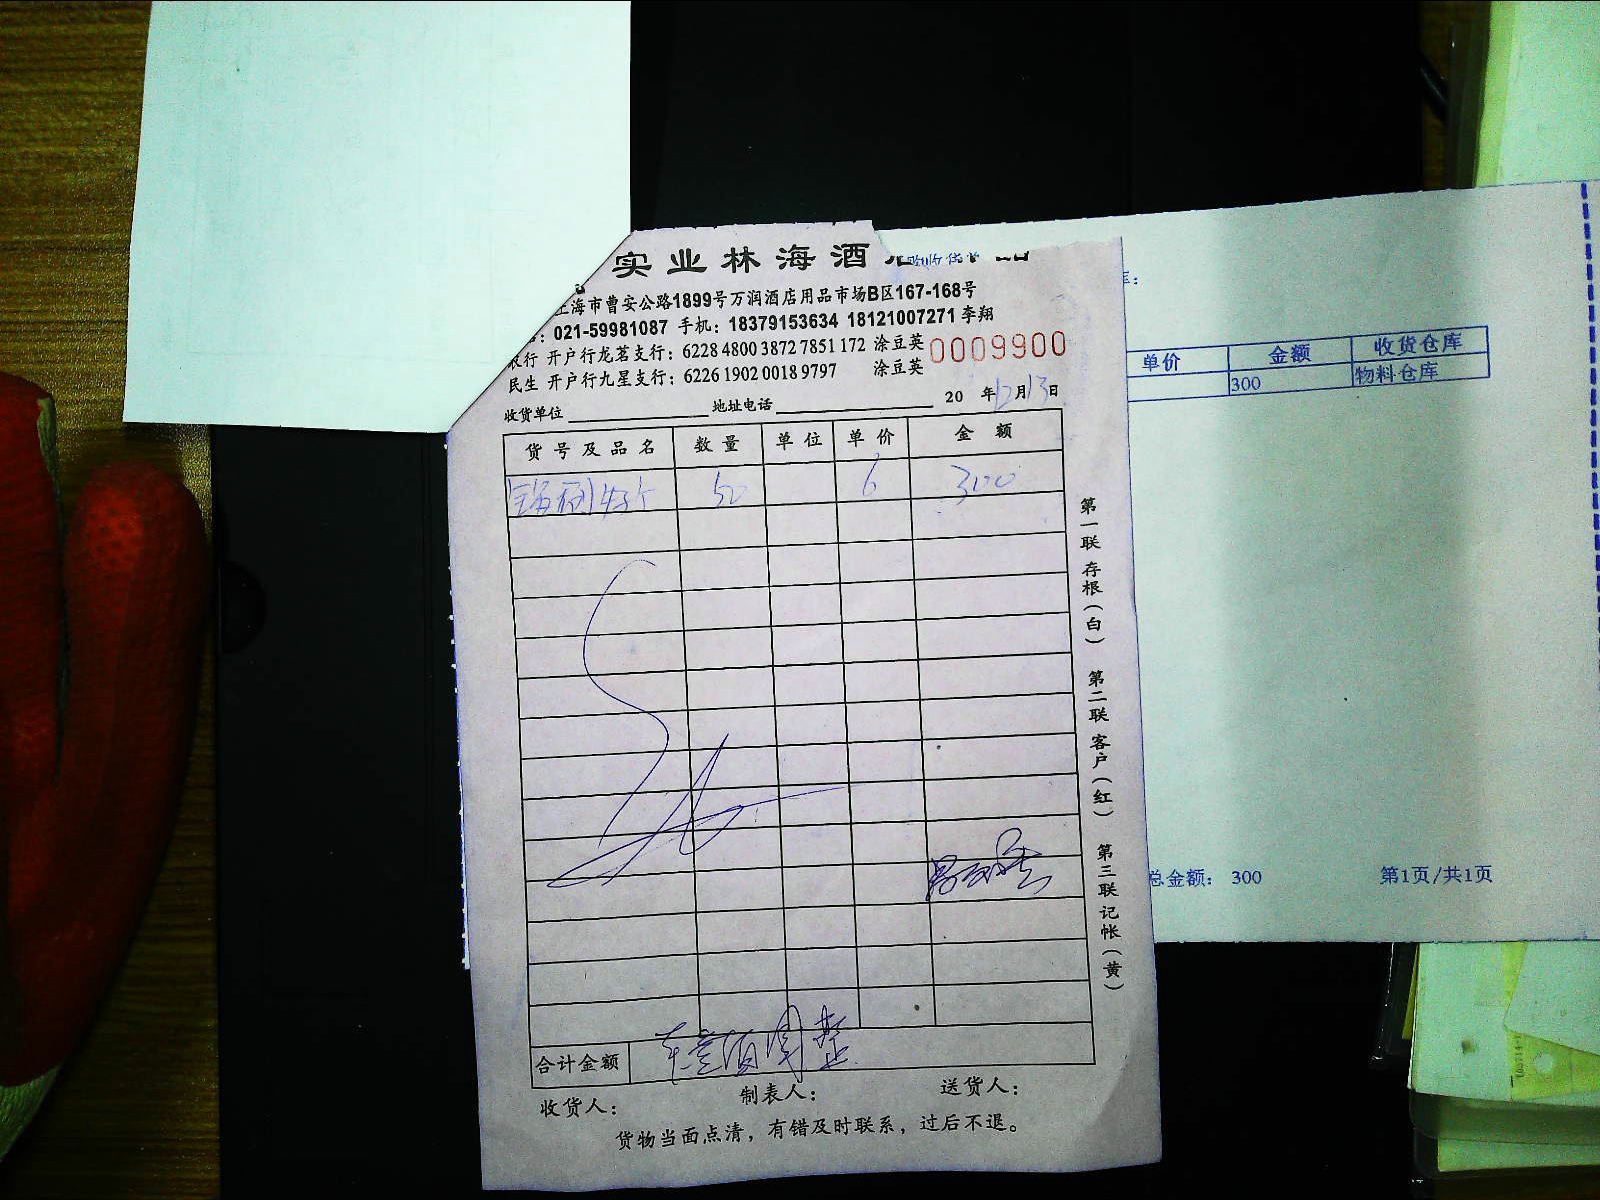 实业林海酒
上海市曹安公路1899号万润酒店用品市场B区167-168号
021-59981087 手机：18379153634 18121007271 李翔
银行 开户行龙茗支行：6228 4800 3872 7851 172 涂豆英
0009900
民生 开户行九星支行：6226 1902 0018 9797 涂豆英
收货单位 地址电话 20 年12月13日
货号及品名 数量 单位 单价 金额
50 6 300
合计金额
收货人： 制表人： 送货人：
货物当面点清，有错及时联系，过后不退。
第一联 存根（白） 第二联 客户（红） 第三联 记帐（黄）
单价 金额 收货仓库
300 物料仓库
总金额： 300 第1页/共1页